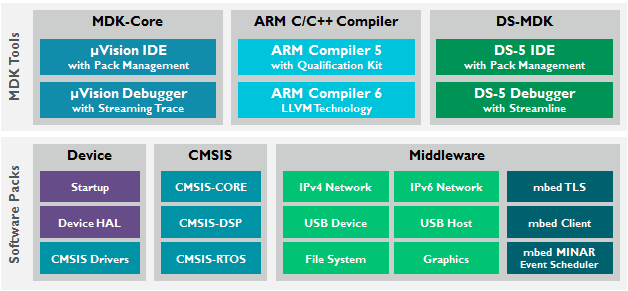 MDK Tools
MDK-Core
µVision IDE
with Pack Management
µVision Debugger
with Streaming Trace
ARM C/C++ Compiler
ARM Compiler 5
with Qualification Kit
ARM Compiler 6
LLVM Technology
DS-MDK
DS-5 IDE
with Pack Management
DS-5 Debugger
with Streamline
Software Packs
Device
Startup
Device HAL
CMSIS Drivers
CMSIS
CMSIS-CORE
CMSIS-DSP
CMSIS-RTOS
Middleware
IPv4 Network
IPv6 Network
mbed TLS
USB Device
USB Host
mbed Client
File System
Graphics
mbed MINAR
Event Scheduler